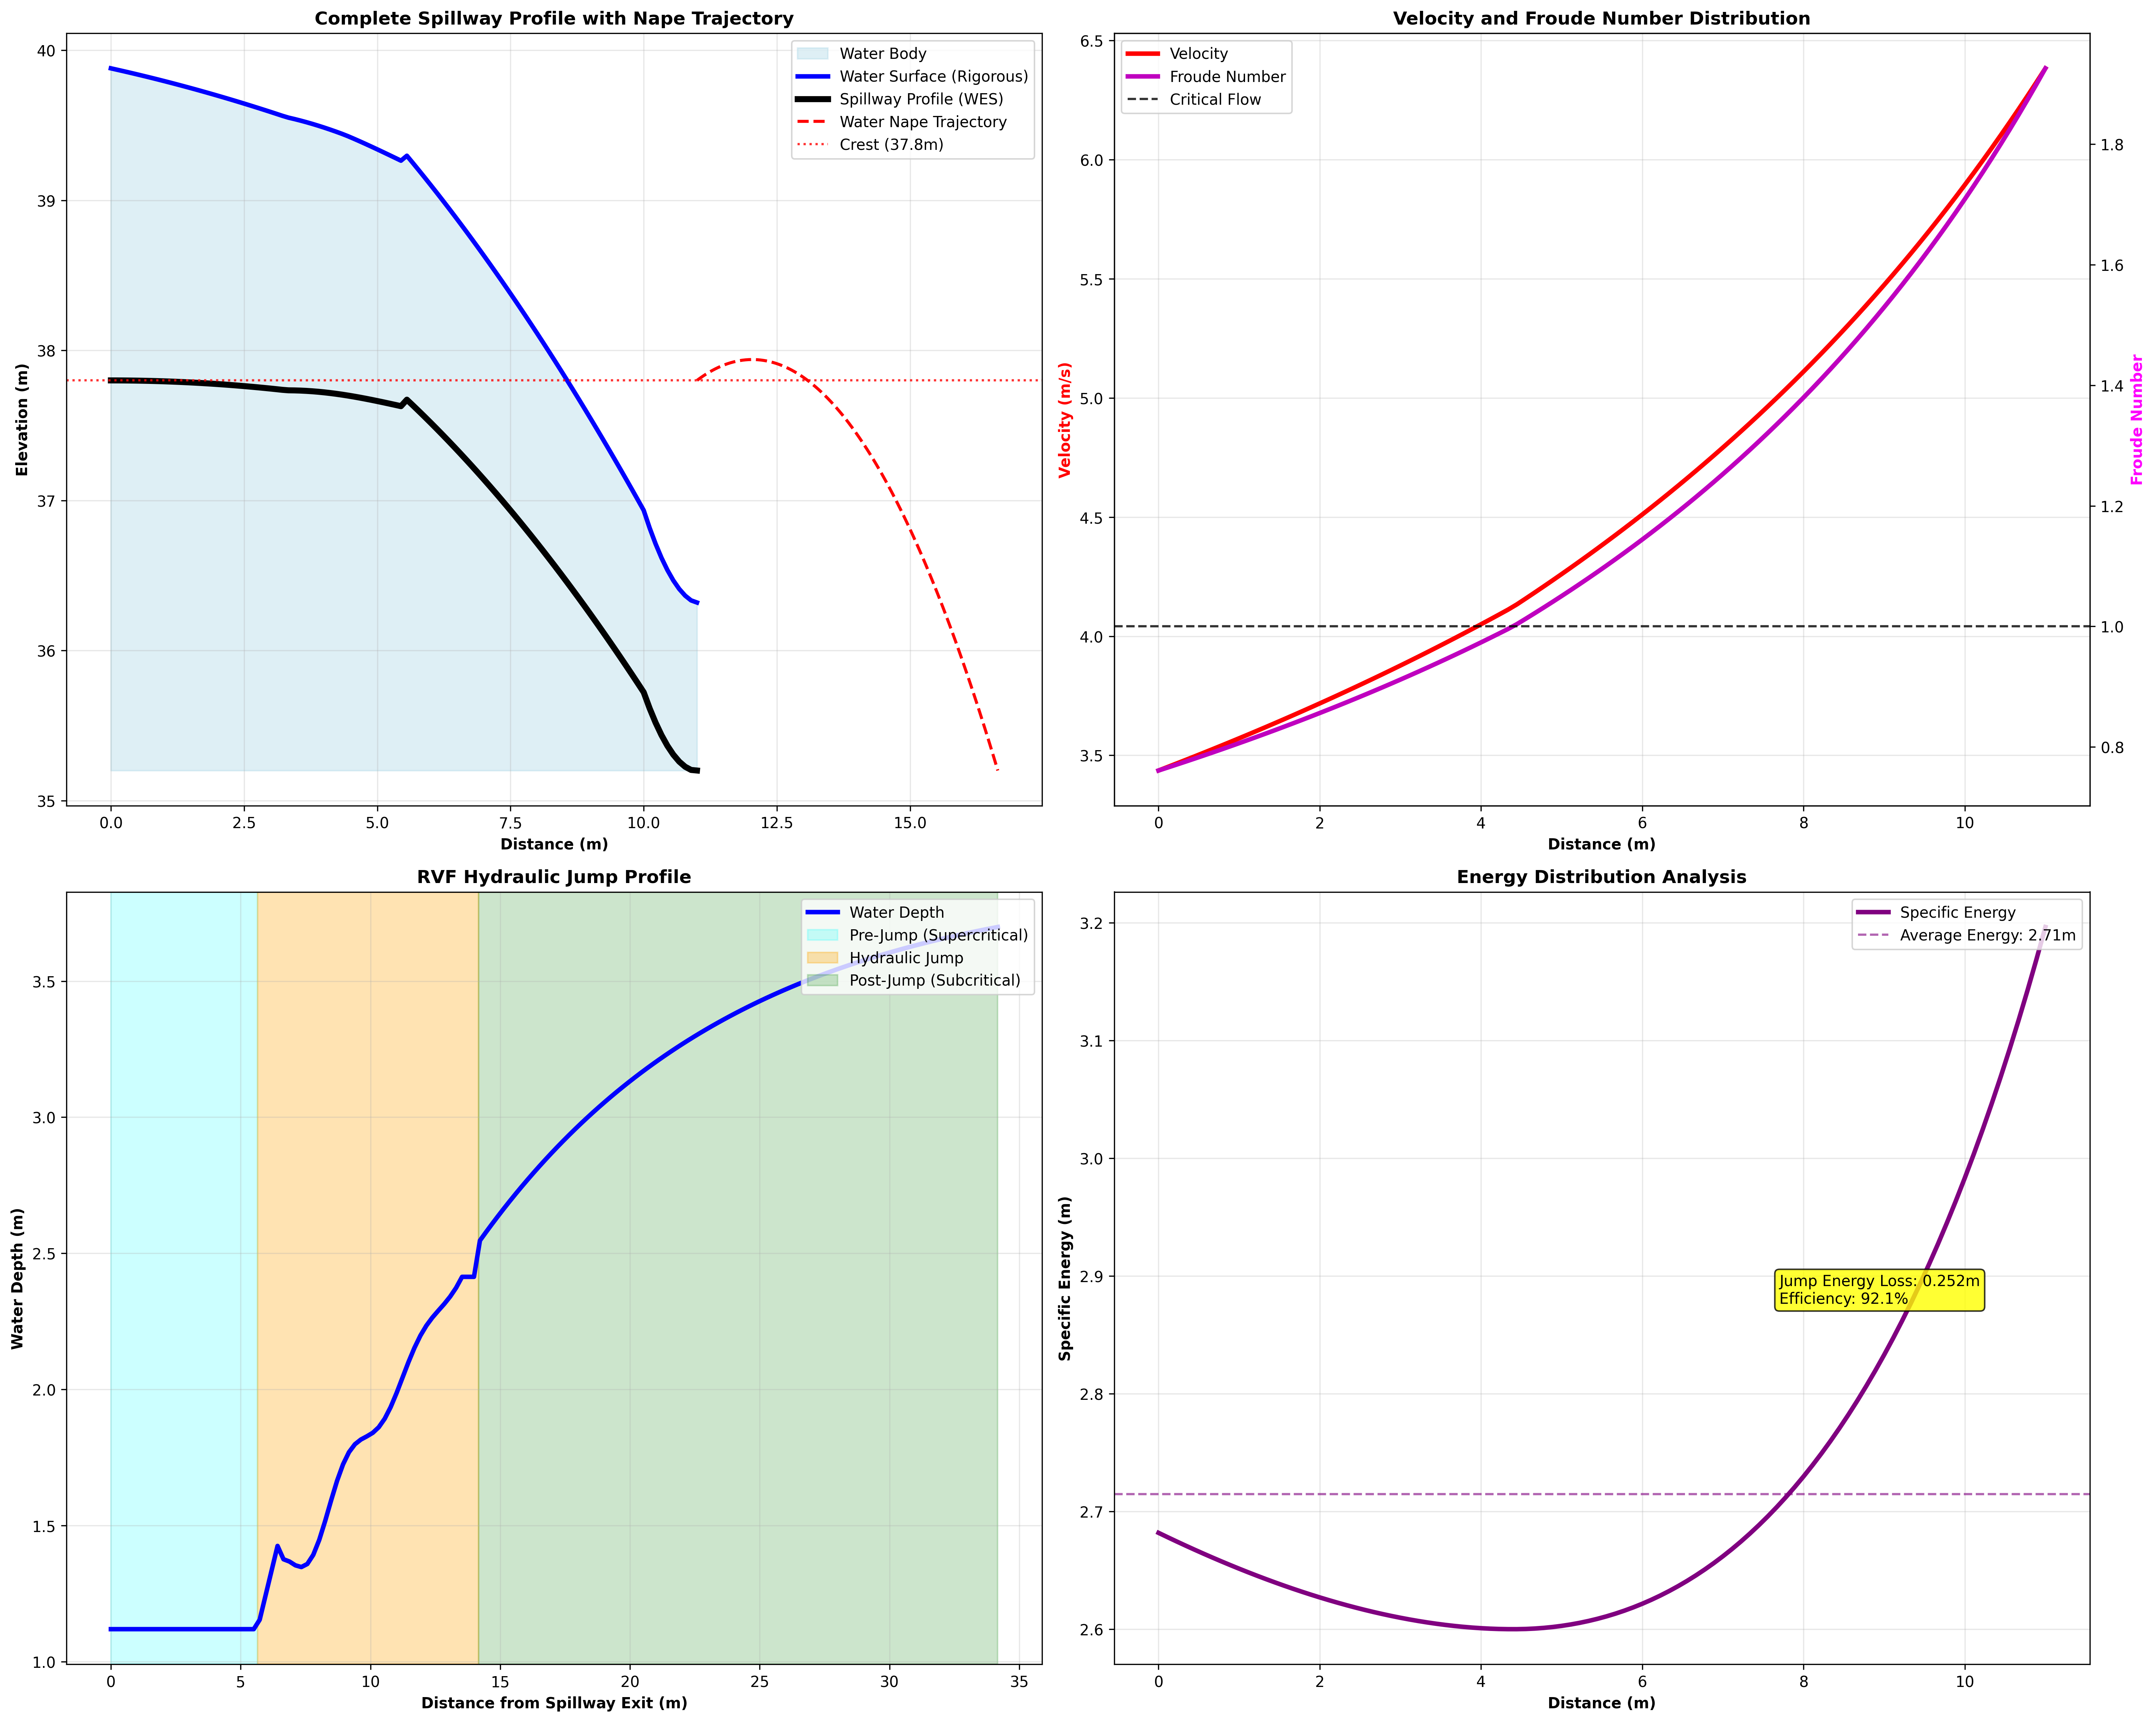 Complete Spillway Profile with Nape Trajectory
Water Body
Water Surface (Rigorous)
Spillway Profile (WES)
Water Nape Trajectory
Crest (37.8m)
40
39
38
37
36
35
Elevation (m)
0.0 2.5 5.0 7.5 10.0 12.5 15.0
Distance (m)
Velocity and Froude Number Distribution
Velocity
Froude Number
Critical Flow
6.5
6.0
5.5
5.0
4.5
4.0
3.5
Velocity (m/s)
1.8
1.6
1.4
1.2
1.0
0.8
Froude Number
0 2 4 6 8 10
Distance (m)
RVF Hydraulic Jump Profile
Water Depth
Pre-Jump (Supercritical)
Hydraulic Jump
Post-Jump (Subcritical)
3.5
3.0
2.5
2.0
1.5
1.0
Water Depth (m)
0 5 10 15 20 25 30 35
Distance from Spillway Exit (m)
Energy Distribution Analysis
Specific Energy
Average Energy: 2.71m
3.2
3.1
3.0
2.9
2.8
2.7
2.6
Specific Energy (m)
Jump Energy Loss: 0.252m
Efficiency: 92.1%
0 2 4 6 8 10
Distance (m)